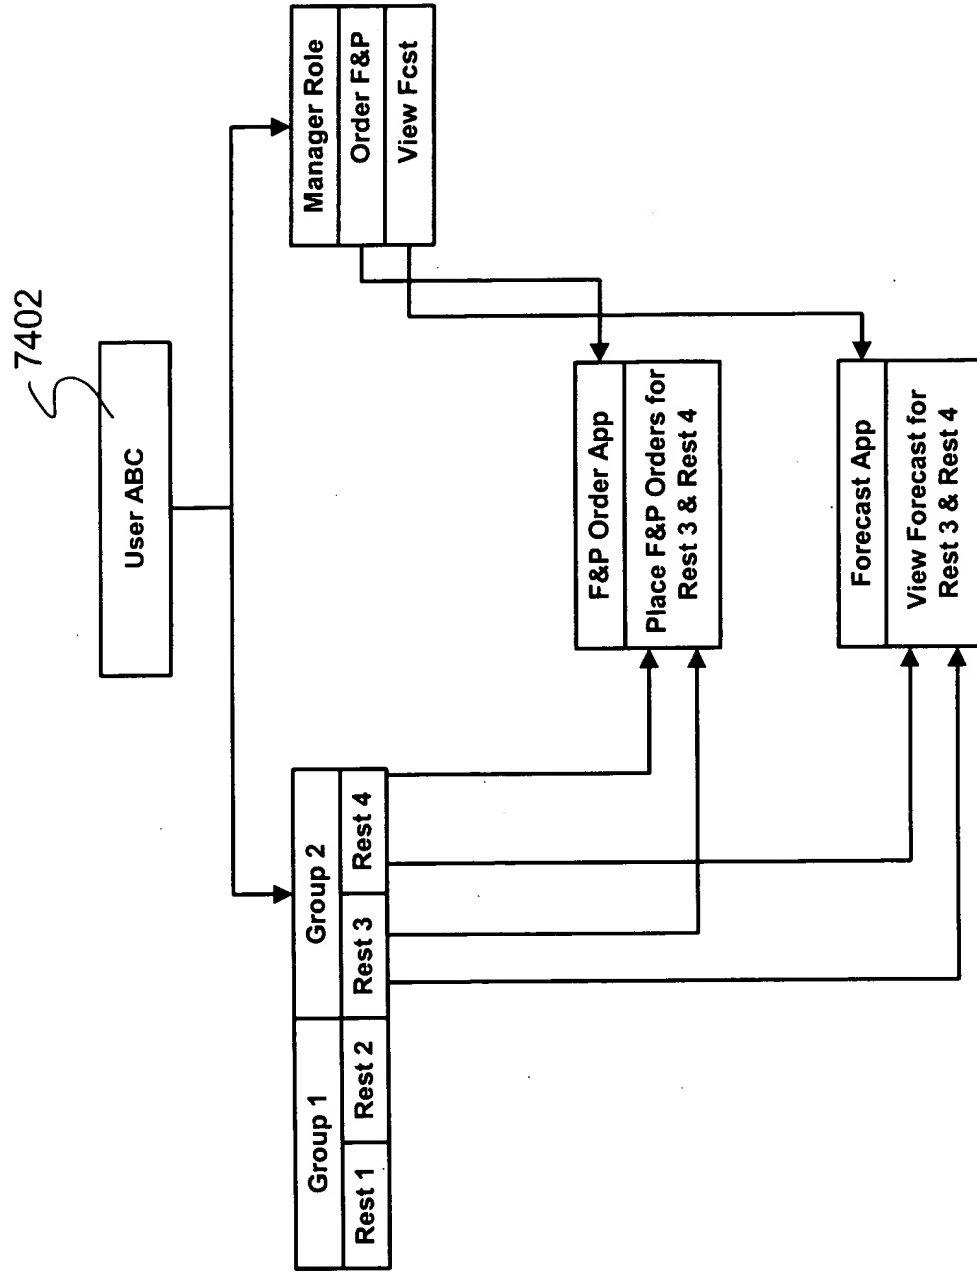 7402
User ABC
Group 1
Group 2
Rest 1
Rest 2
Rest 3
Rest 4
Manager Role
Order F&P
View Fcst
F&P Order App
Place F&P Orders for
Rest 3 & Rest 4
Forecast App
View Forecast for
Rest 3 & Rest 4